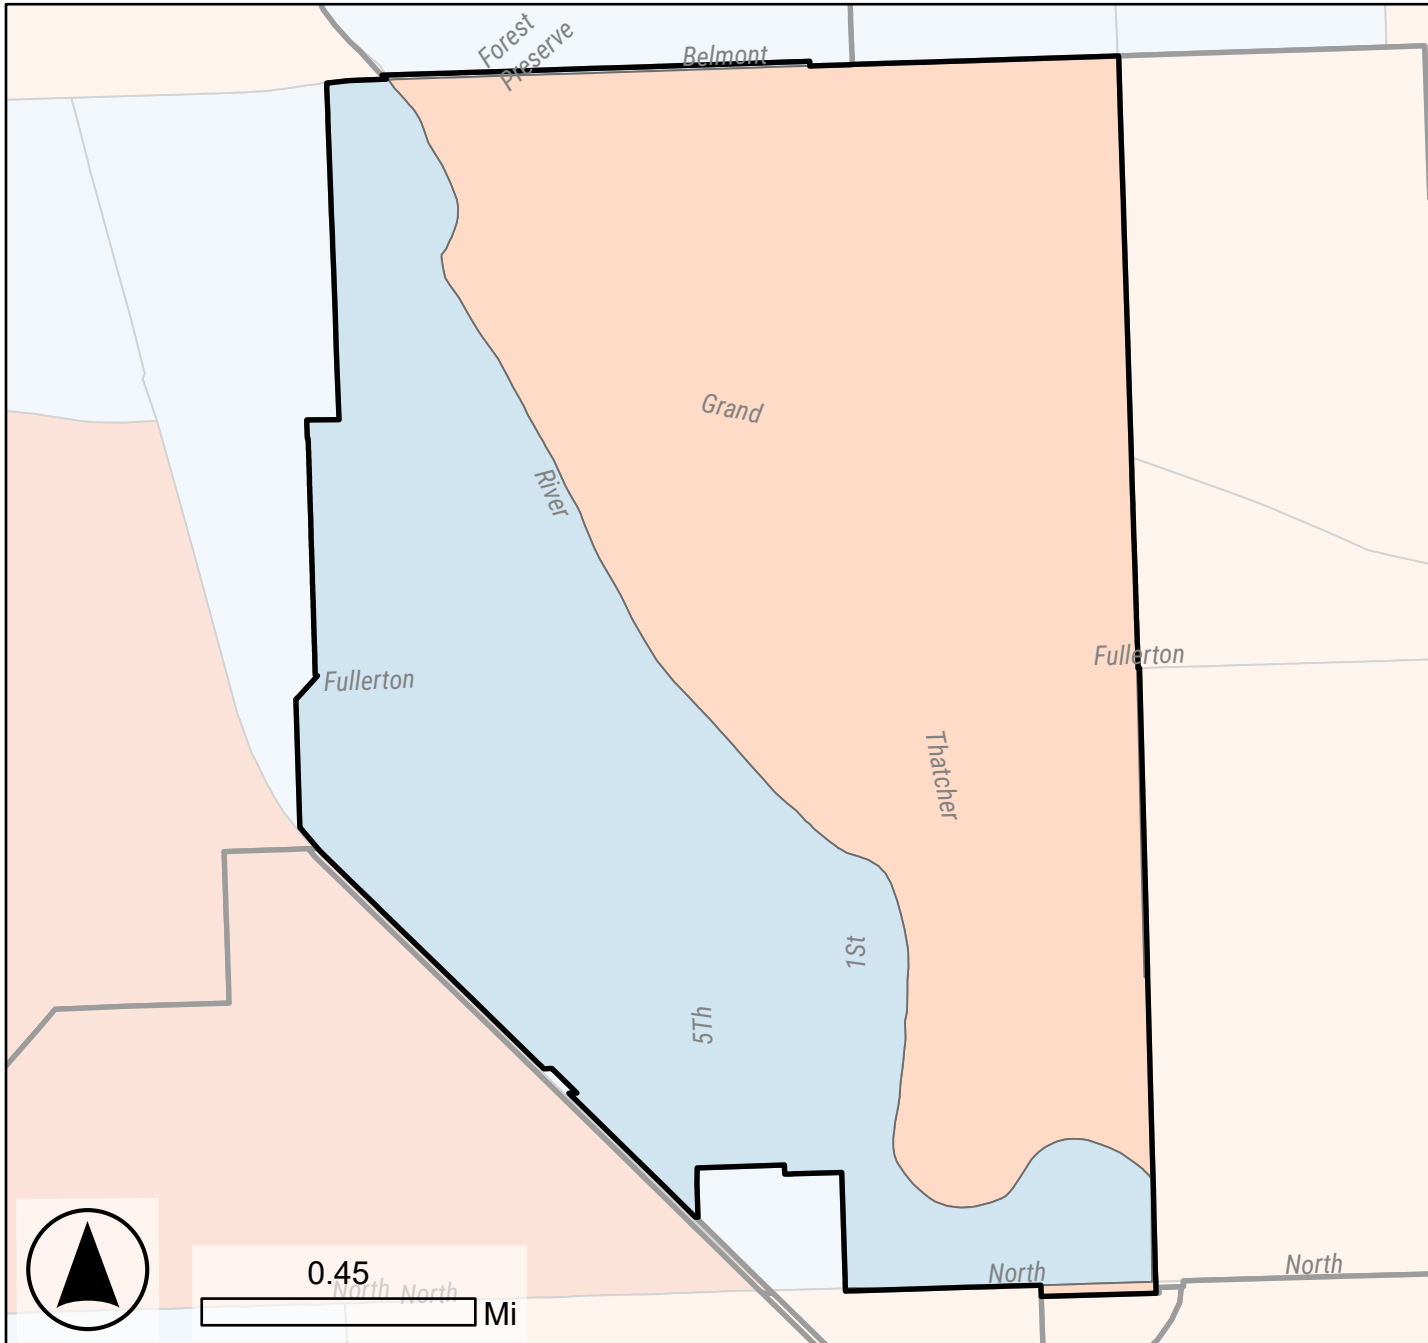 Forest
Preserve
Belmont
Grand
River
Fullerton
Fullerton
Thatcher
1St
5Th
North
North
0.45
North North
Mi